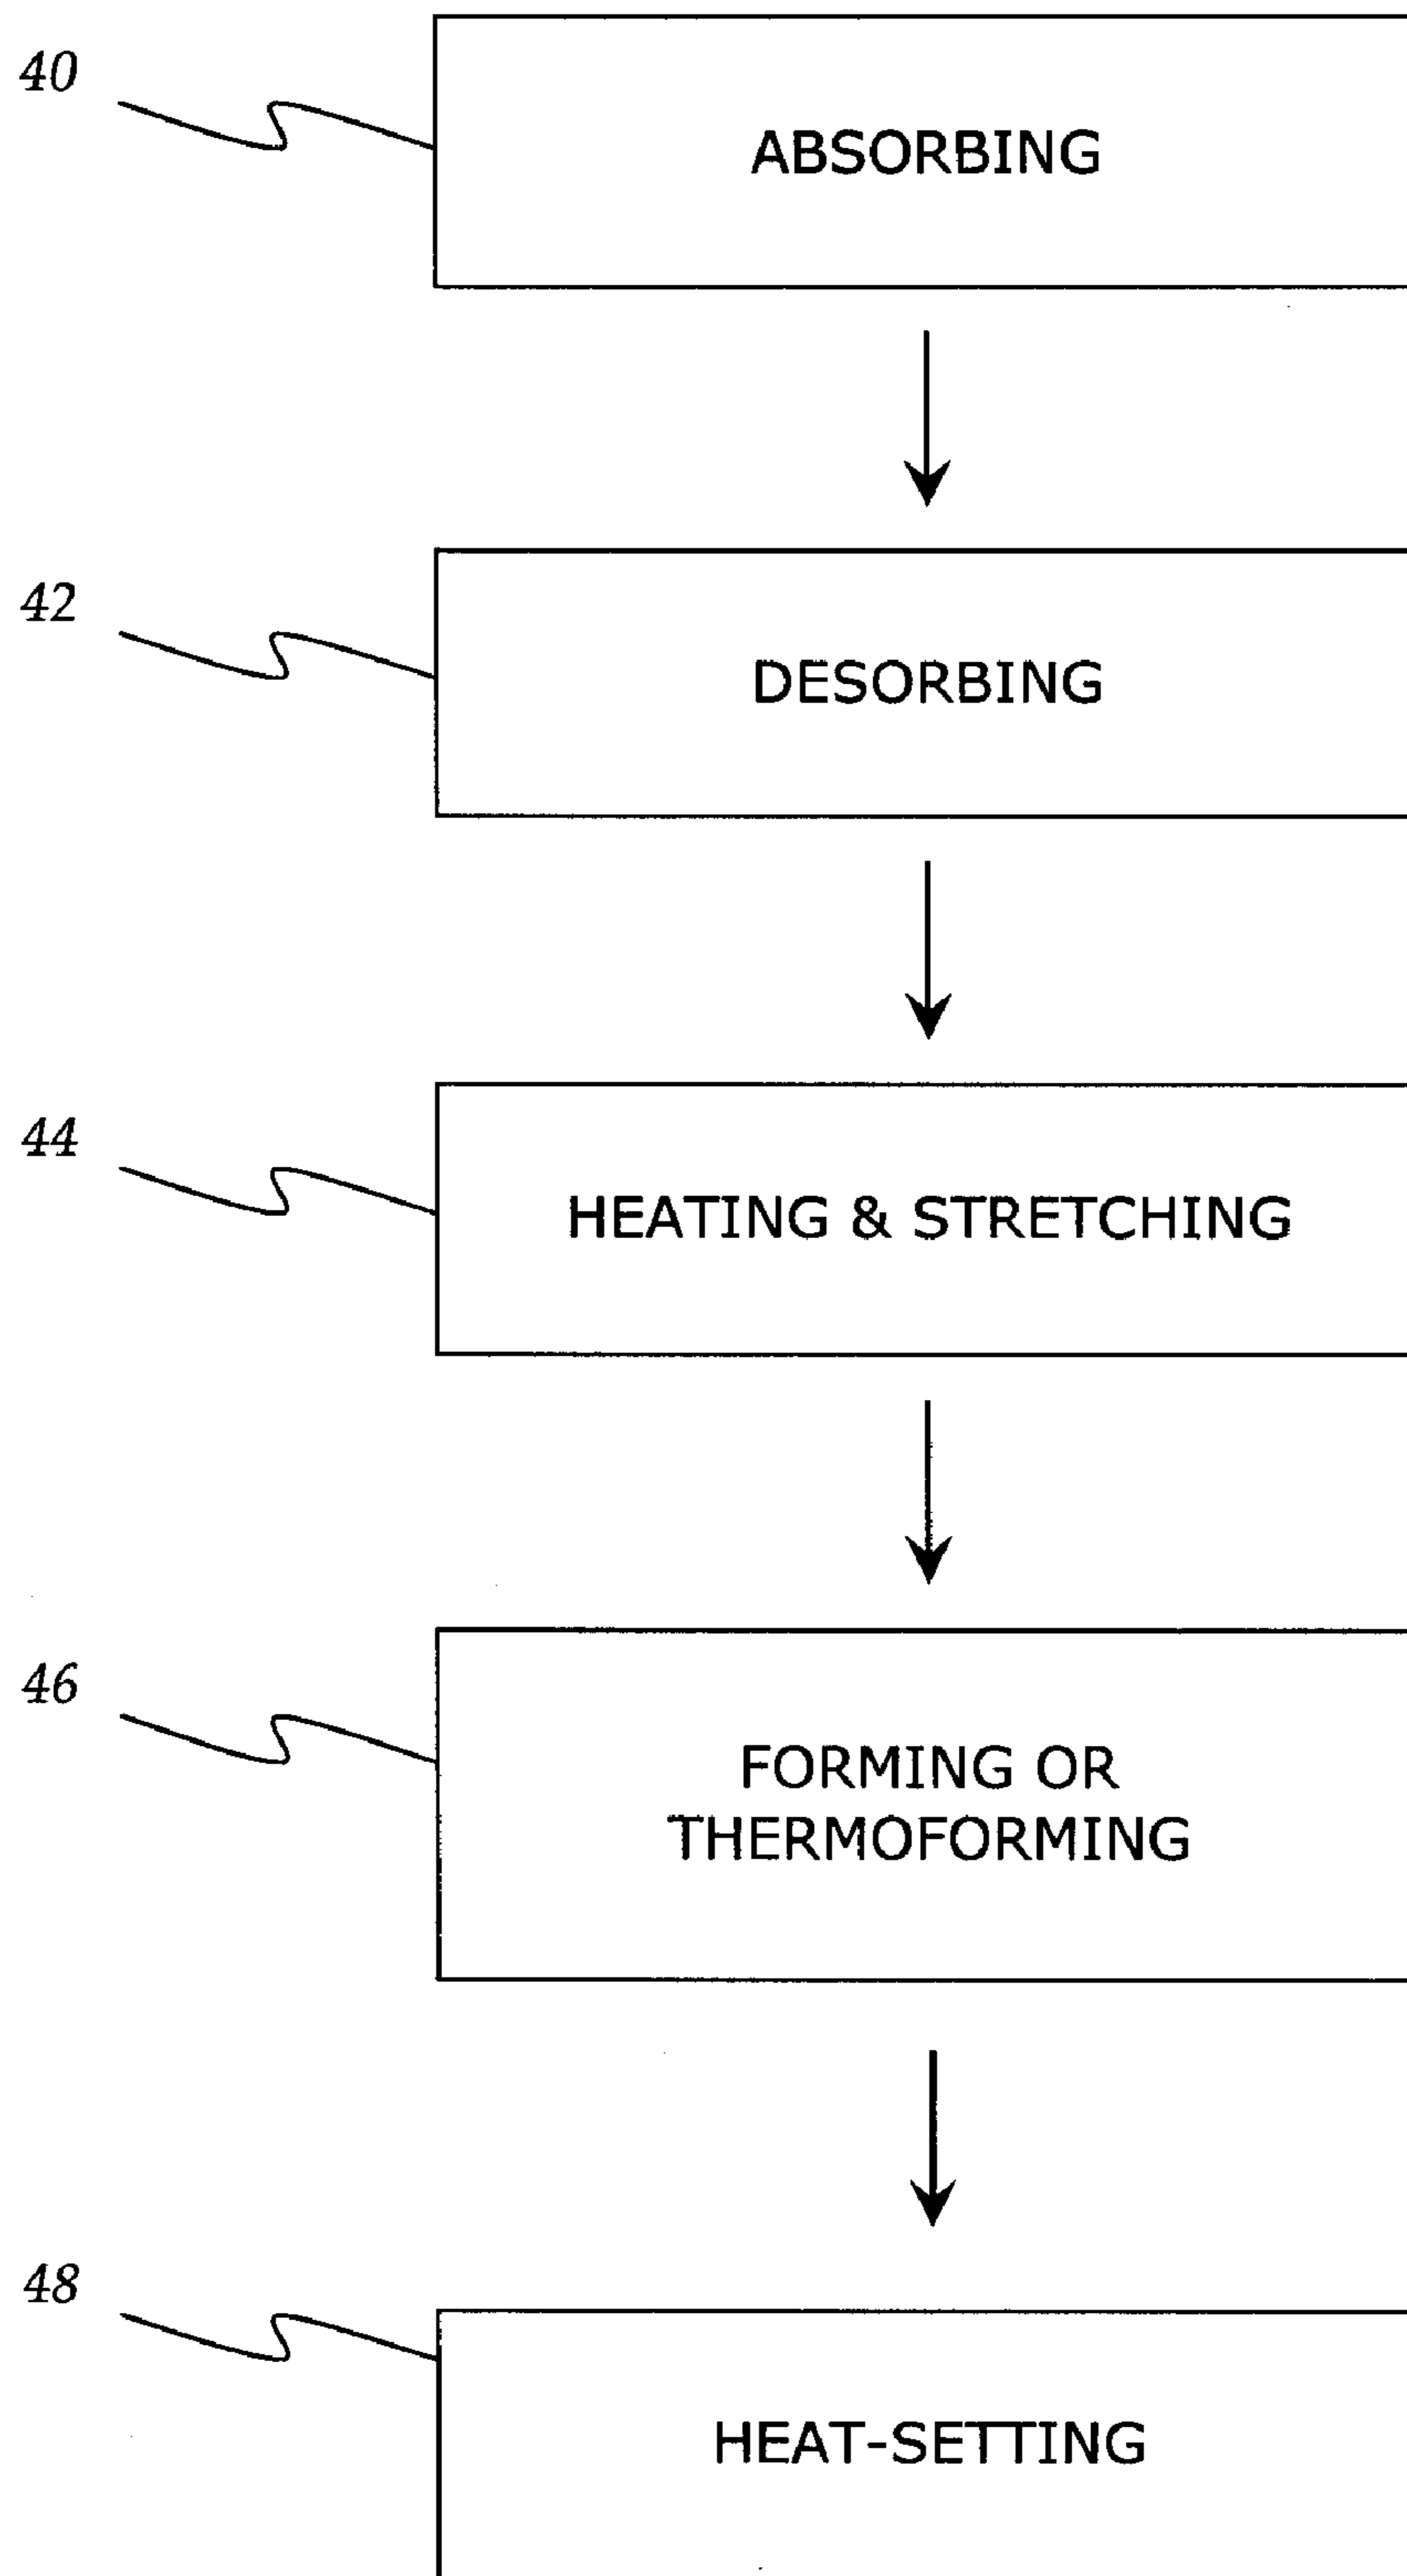 40
ABSORBING
42
DESORBING
44
HEATING & STRETCHING
46
FORMING OR
THERMOFORMING
48
HEAT-SETTING